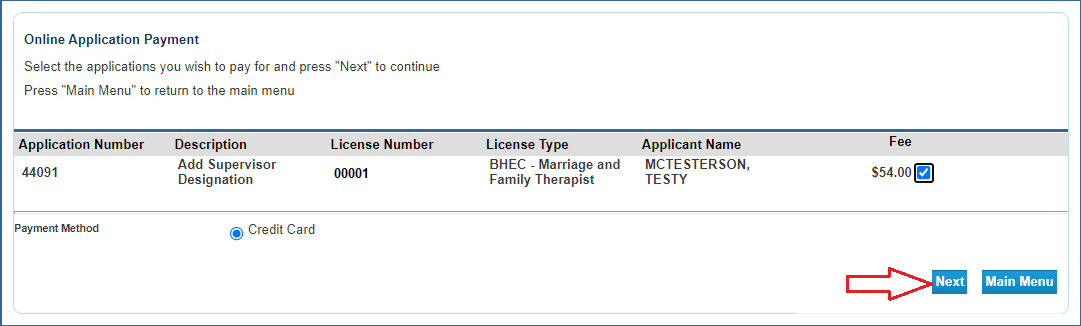 Online Application Payment
Select the applications you wish to pay for and press "Next" to continue
Press "Main Menu" to return to the main menu
Application Number Description License Number License Type Applicant Name Fee
44091 Add Supervisor 00001 BHEC - Marriage and MCTESTERSON, $54.00
Designation Family Therapist TESTY
Payment Method Credit Card
Next Main Menu